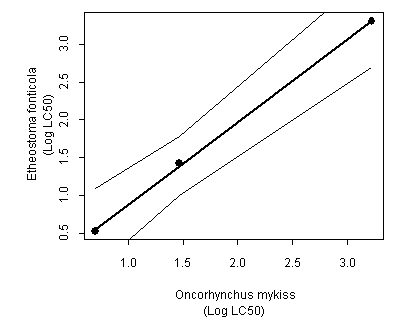 Etheostoma fonticola
(Log LC50)
3.0
2.5
2.0
1.5
1.0
0.5
1.0 1.5 2.0 2.5 3.0
Oncorhynchus mykiss
(Log LC50)